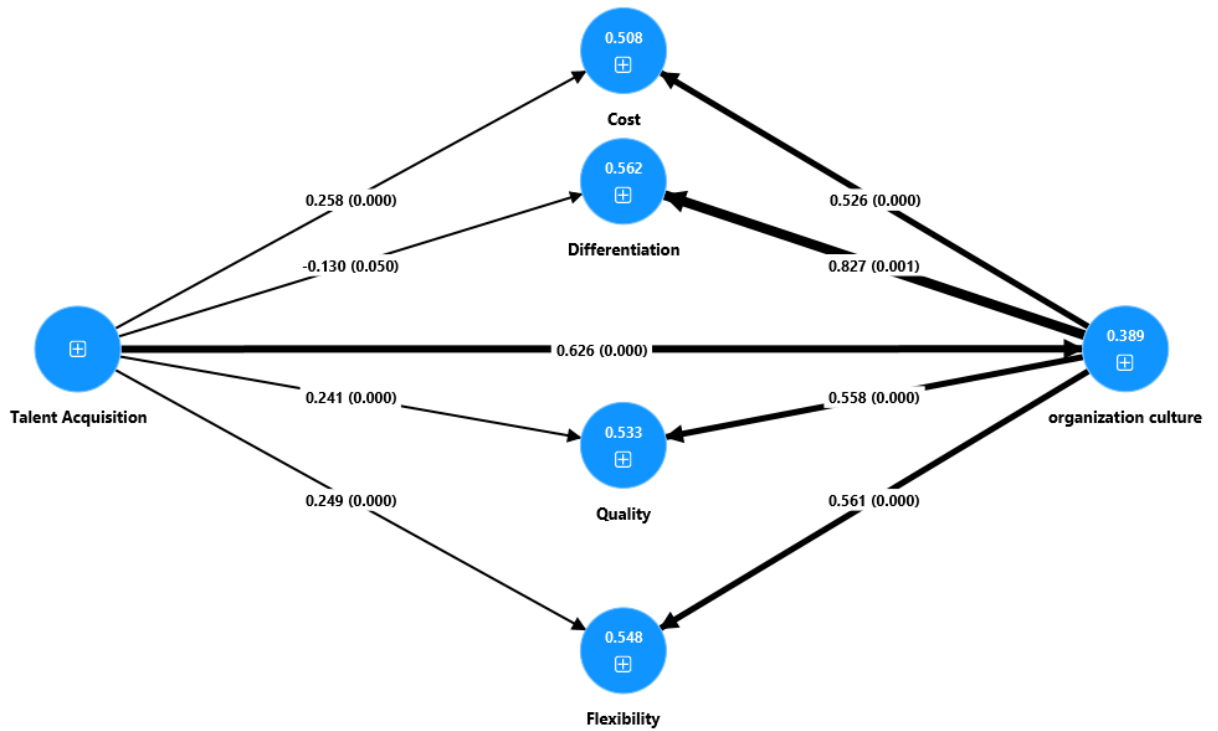 0.508
Cost
0.562
Differentiation
0.258 (0.000)
0.526 (0.000)
-0.130 (0.050)
0.827 (0.001)
Talent Acquisition
0.626 (0.000)
0.389
organization culture
0.241 (0.000)
0.558 (0.000)
0.533
Quality
0.249 (0.000)
0.561 (0.000)
0.548
Flexibility